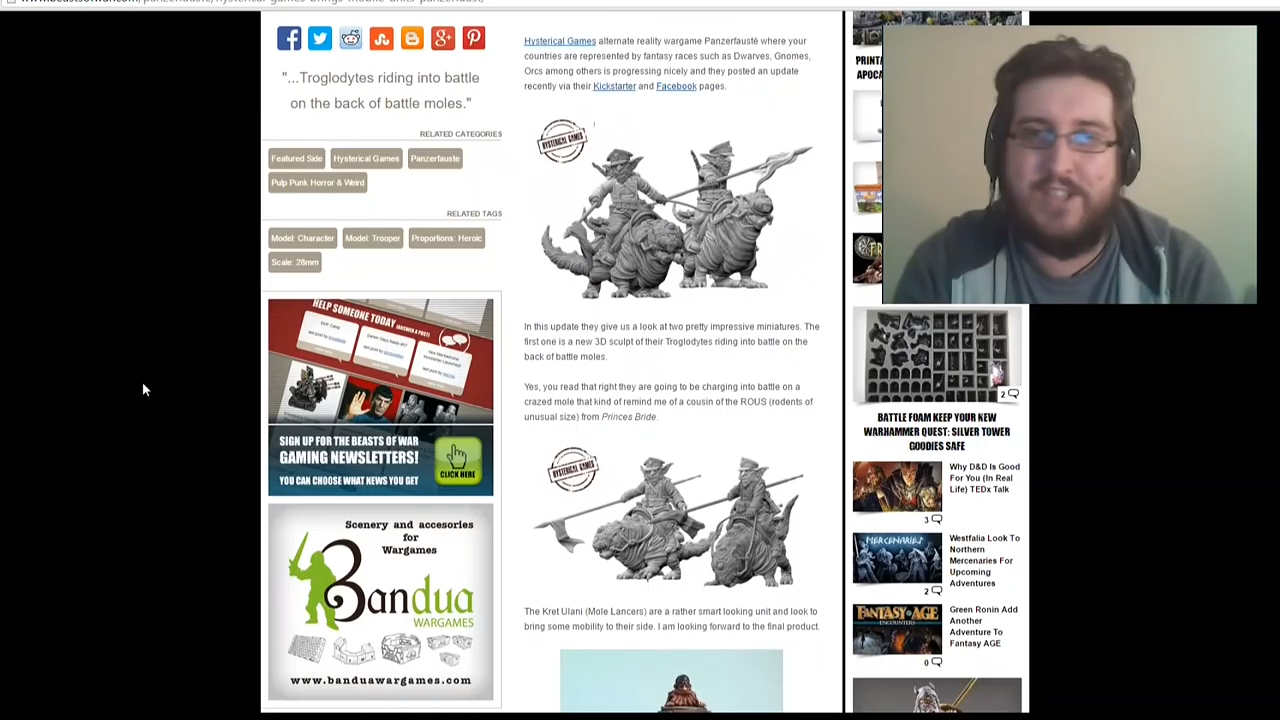 "...Troglodytes riding into battle
on the back of battle moles."
RELATED CATEGORIES
Featured Side
Hysterical Games
Panzerfauste
Pulp Punk Horror & Weird
RELATED TAGS
Model: Character
Model: Trooper
Proportions: Heroic
Scale: 28mm
HELP SOMEONE TODAY (ANSWER A POST!)
SIGN UP FOR THE BEASTS OF WAR
GAMING NEWSLETTERS!
YOU CAN CHOOSE WHAT NEWS YOU GET
CLICK HERE
Scenery and accesories
for
Wargames
Bandua
WARGAMES
www.banduawargames.com
Hysterical Games alternate reality wargame Panzerfaustë where your
countries are represented by fantasy races such as Dwarves, Gnomes,
Orcs among others is progressing nicely and they posted an update
recently via their Kickstarter and Facebook pages.
HYSTERICAL GAMES
In this update they give us a look at two pretty impressive miniatures. The
first one is a new 3D sculpt of their Troglodytes riding into battle on the
back of battle moles.
Yes, you read that right they are going to be charging into battle on a
crazed mole that kind of remind me of a cousin of the ROUS (rodents of
unusual size) from Princes Bride.
HYSTERICAL GAMES
The Kret Ulani (Mole Lancers) are a rather smart looking unit and look to
bring some mobility to their side. I am looking forward to the final product.
2
BATTLE FOAM KEEP YOUR NEW
WARHAMMER QUEST: SILVER TOWER
GOODIES SAFE
Why D&D Is Good
For You (In Real
Life) TEDx Talk
3
MERCENARIES
Westfalia Look To
Northern
Mercenaries For
Upcoming
Adventures
2
FANTASY AGE
ENCOUNTERS
Green Ronin Add
Another
Adventure To
Fantasy AGE
0